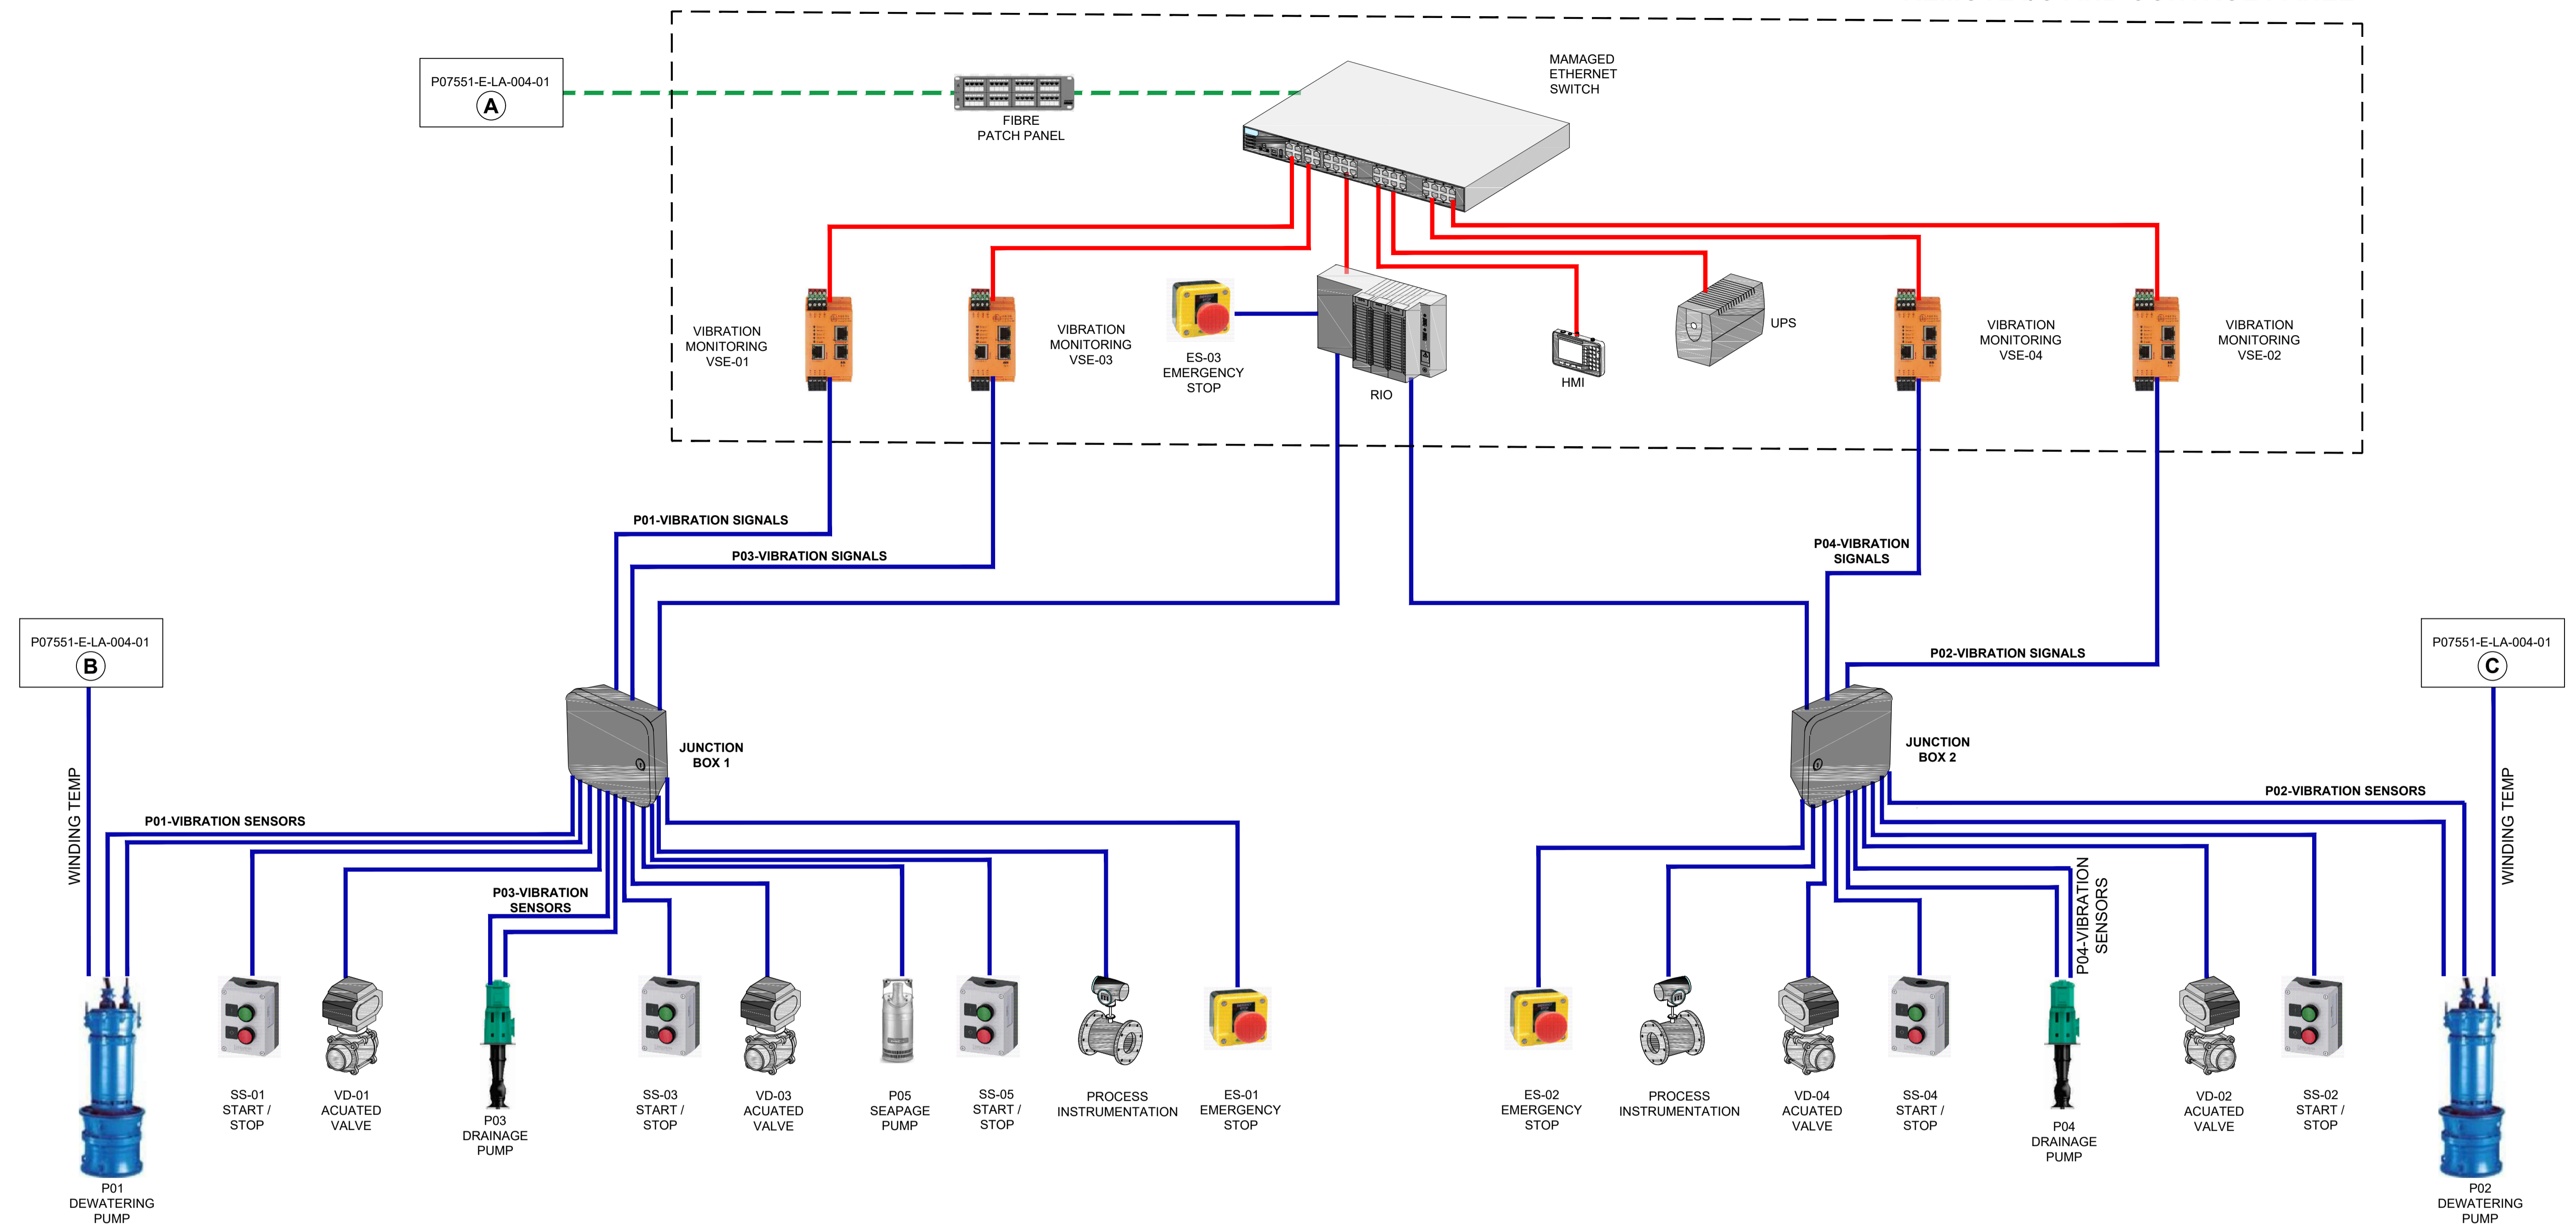 P07551-E-LA-004-01
A
FIBRE
PATCH PANEL
MAMAGED
ETHERNET
SWITCH
VIBRATION
MONITORING
VSE-01
VIBRATION
MONITORING
VSE-03
ES-03
EMERGENCY
STOP
RIO
HMI
UPS
VIBRATION
MONITORING
VSE-04
VIBRATION
MONITORING
VSE-02
P01-VIBRATION SIGNALS
P03-VIBRATION SIGNALS
P04-VIBRATION
SIGNALS
P02-VIBRATION SIGNALS
P07551-E-LA-004-01
B
P07551-E-LA-004-01
C
JUNCTION
BOX 1
JUNCTION
BOX 2
WINDING TEMP
P01-VIBRATION SENSORS
P03-VIBRATION
SENSORS
P02-VIBRATION SENSORS
P04-VIBRATION
SENSORS
WINDING TEMP
P01
DEWATERING
PUMP
SS-01
START /
STOP
VD-01
ACUATED
VALVE
P03
DRAINAGE
PUMP
SS-03
START /
STOP
VD-03
ACUATED
VALVE
P05
SEAPAGE
PUMP
SS-05
START /
STOP
PROCESS
INSTRUMENTATION
ES-01
EMERGENCY
STOP
ES-02
EMERGENCY
STOP
PROCESS
INSTRUMENTATION
VD-04
ACUATED
VALVE
SS-04
START /
STOP
P04
DRAINAGE
PUMP
VD-02
ACUATED
VALVE
SS-02
START /
STOP
P02
DEWATERING
PUMP